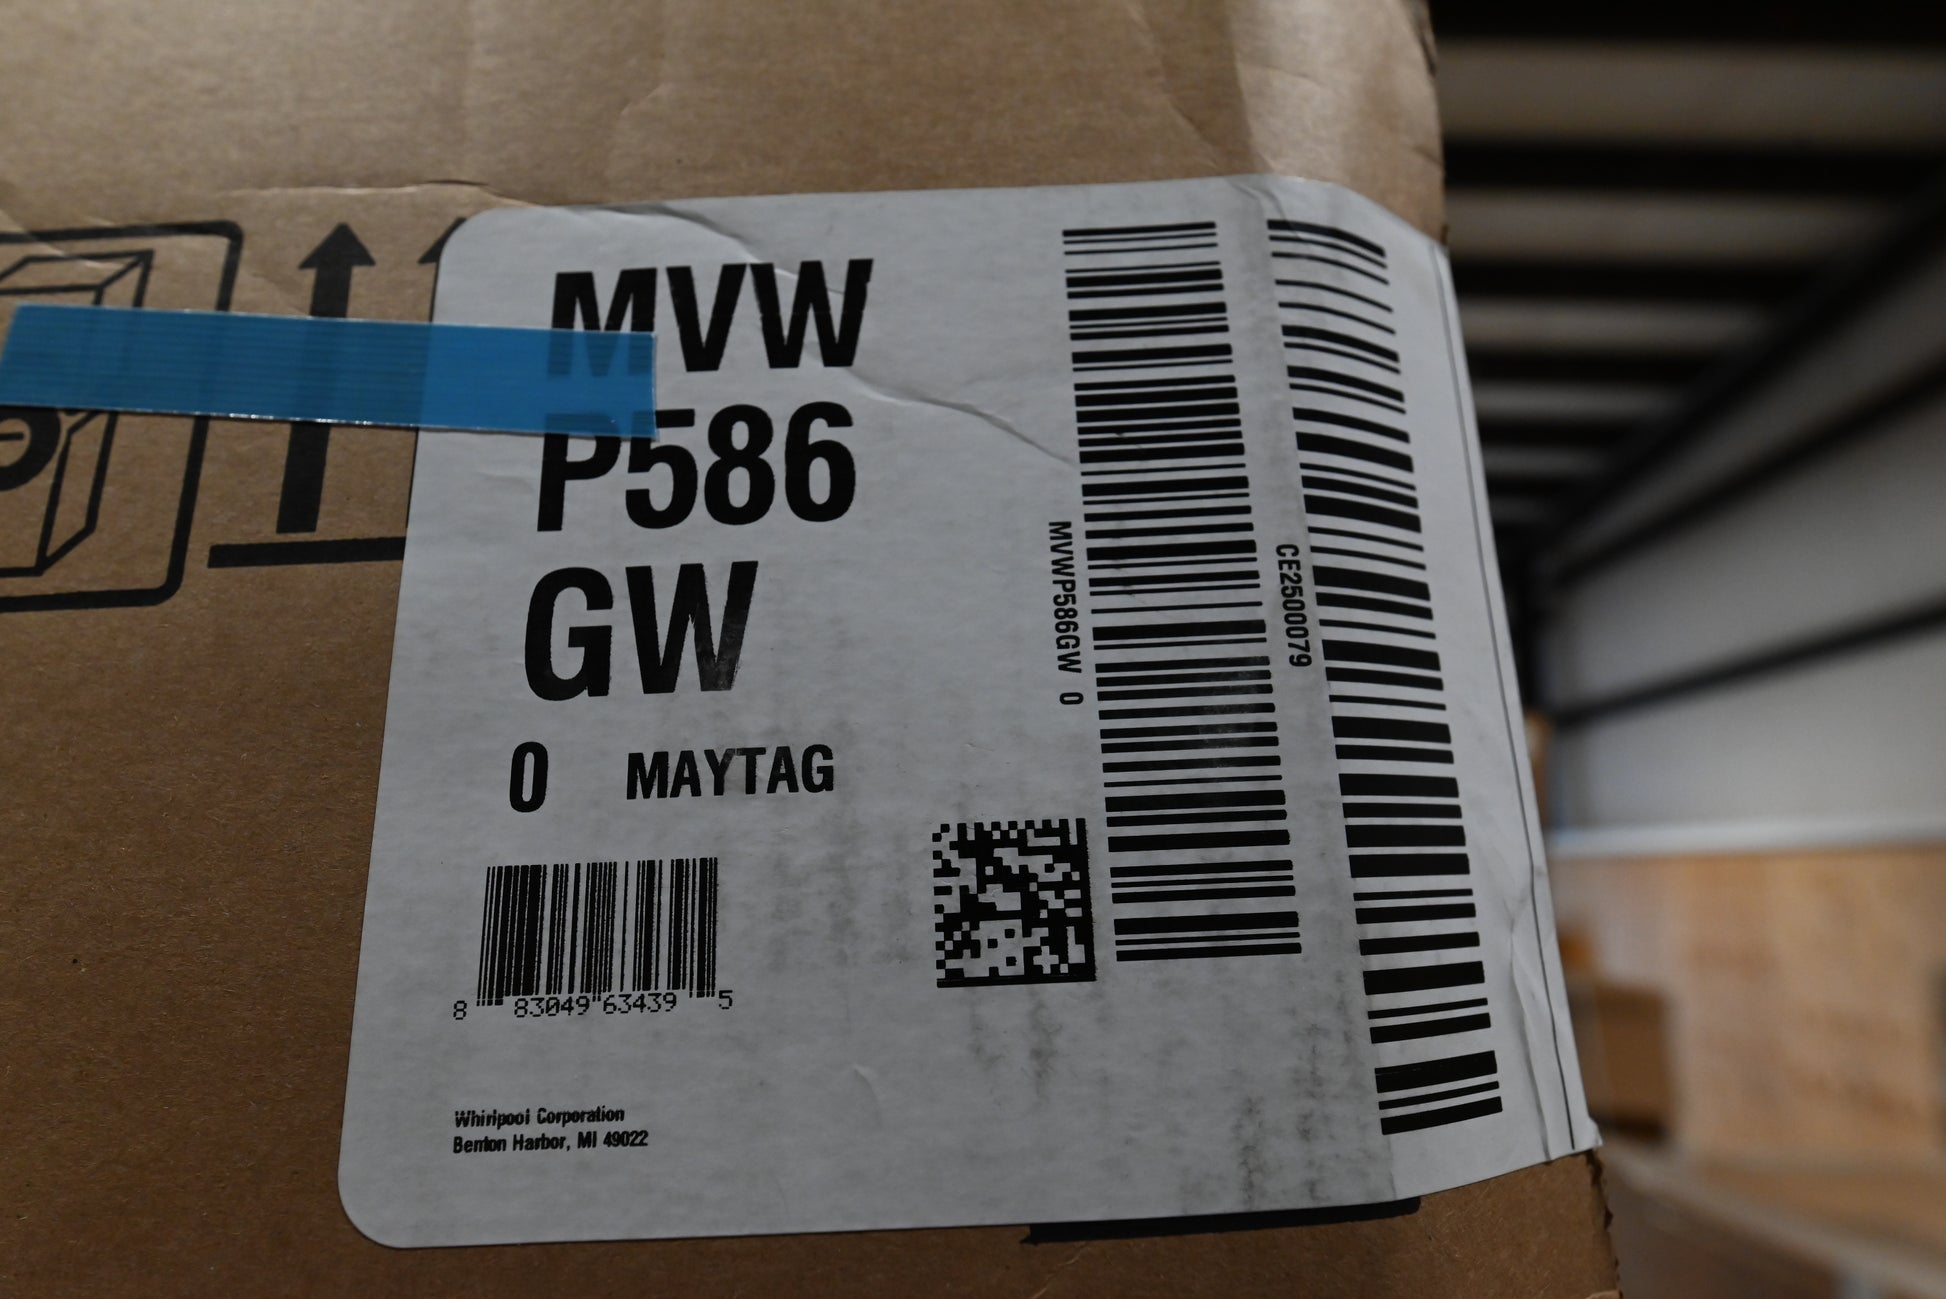 MVW
P586
GW
0 MAYTAG
8 83049 63439 5
Whirlpool Corporation
Benton Harbor, MI 49022
MVWP586GW 0
CE2500079